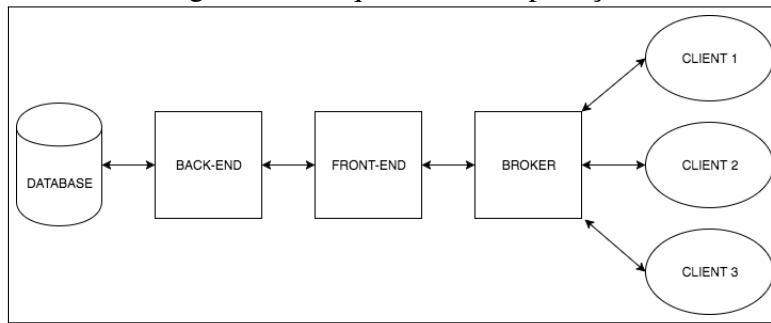 CLIENT 1
DATABASE
BACK-END
FRONT-END
BROKER
CLIENT 2
CLIENT 3